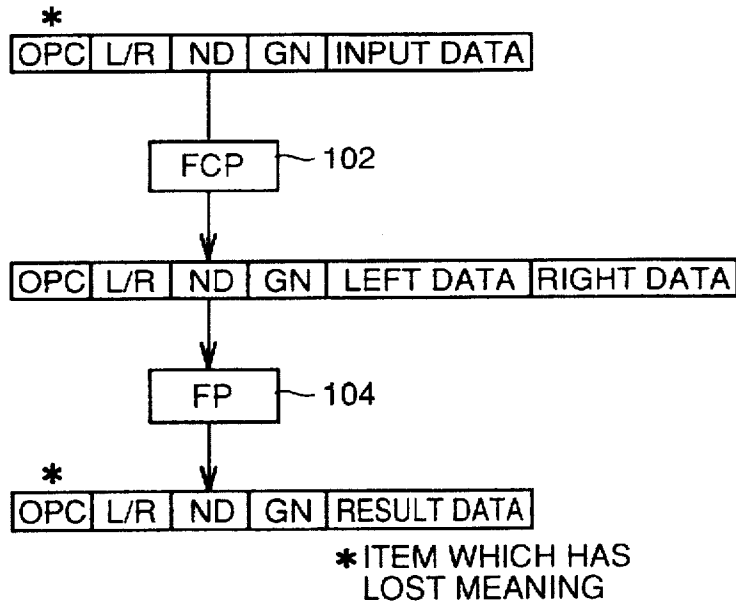 *
OPC L/R ND GN INPUT DATA
FCP 102
OPC L/R ND GN LEFT DATA RIGHT DATA
FP 104
*
OPC L/R ND GN RESULT DATA
* ITEM WHICH HAS
LOST MEANING